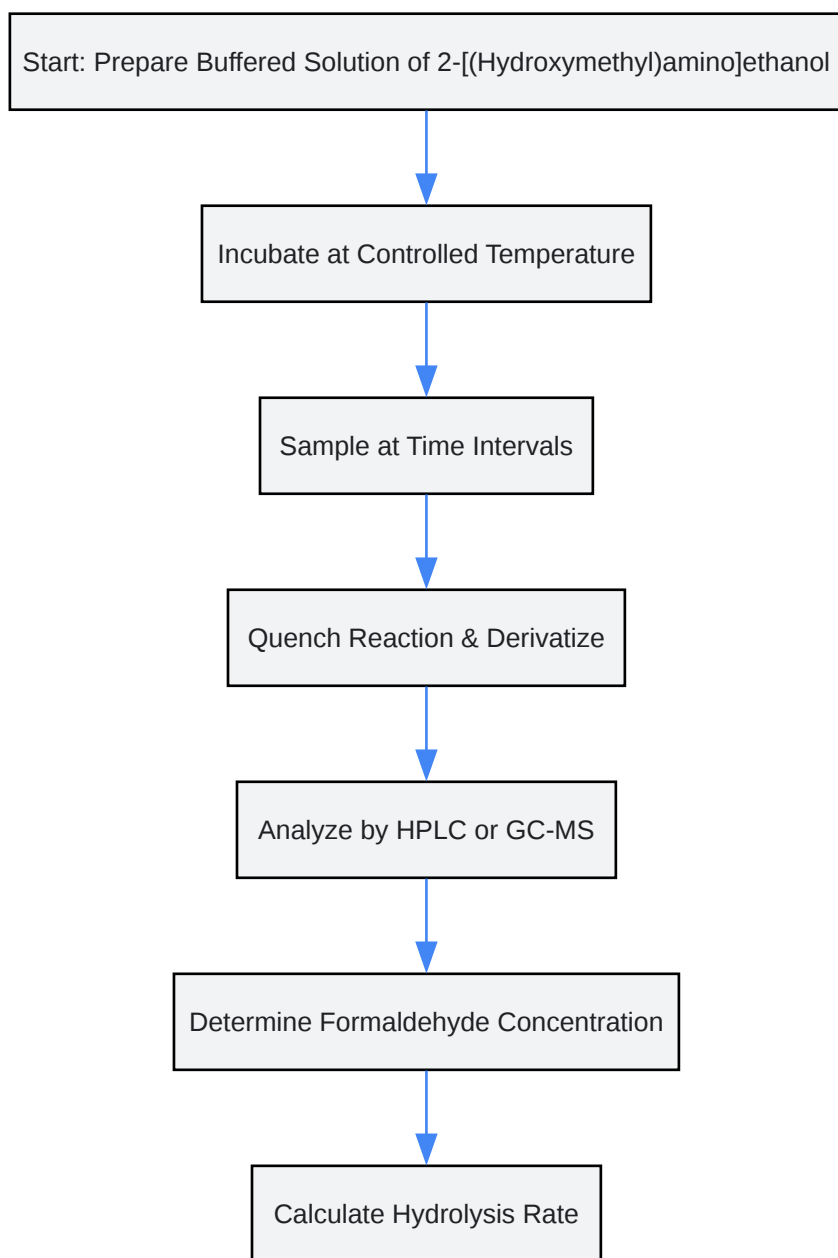 Start: Prepare Buffered Solution of 2-[(Hydroxymethyl)amino]ethanol
Incubate at Controlled Temperature
Sample at Time Intervals
Quench Reaction & Derivatize
Analyze by HPLC or GC-MS
Determine Formaldehyde Concentration
Calculate Hydrolysis Rate